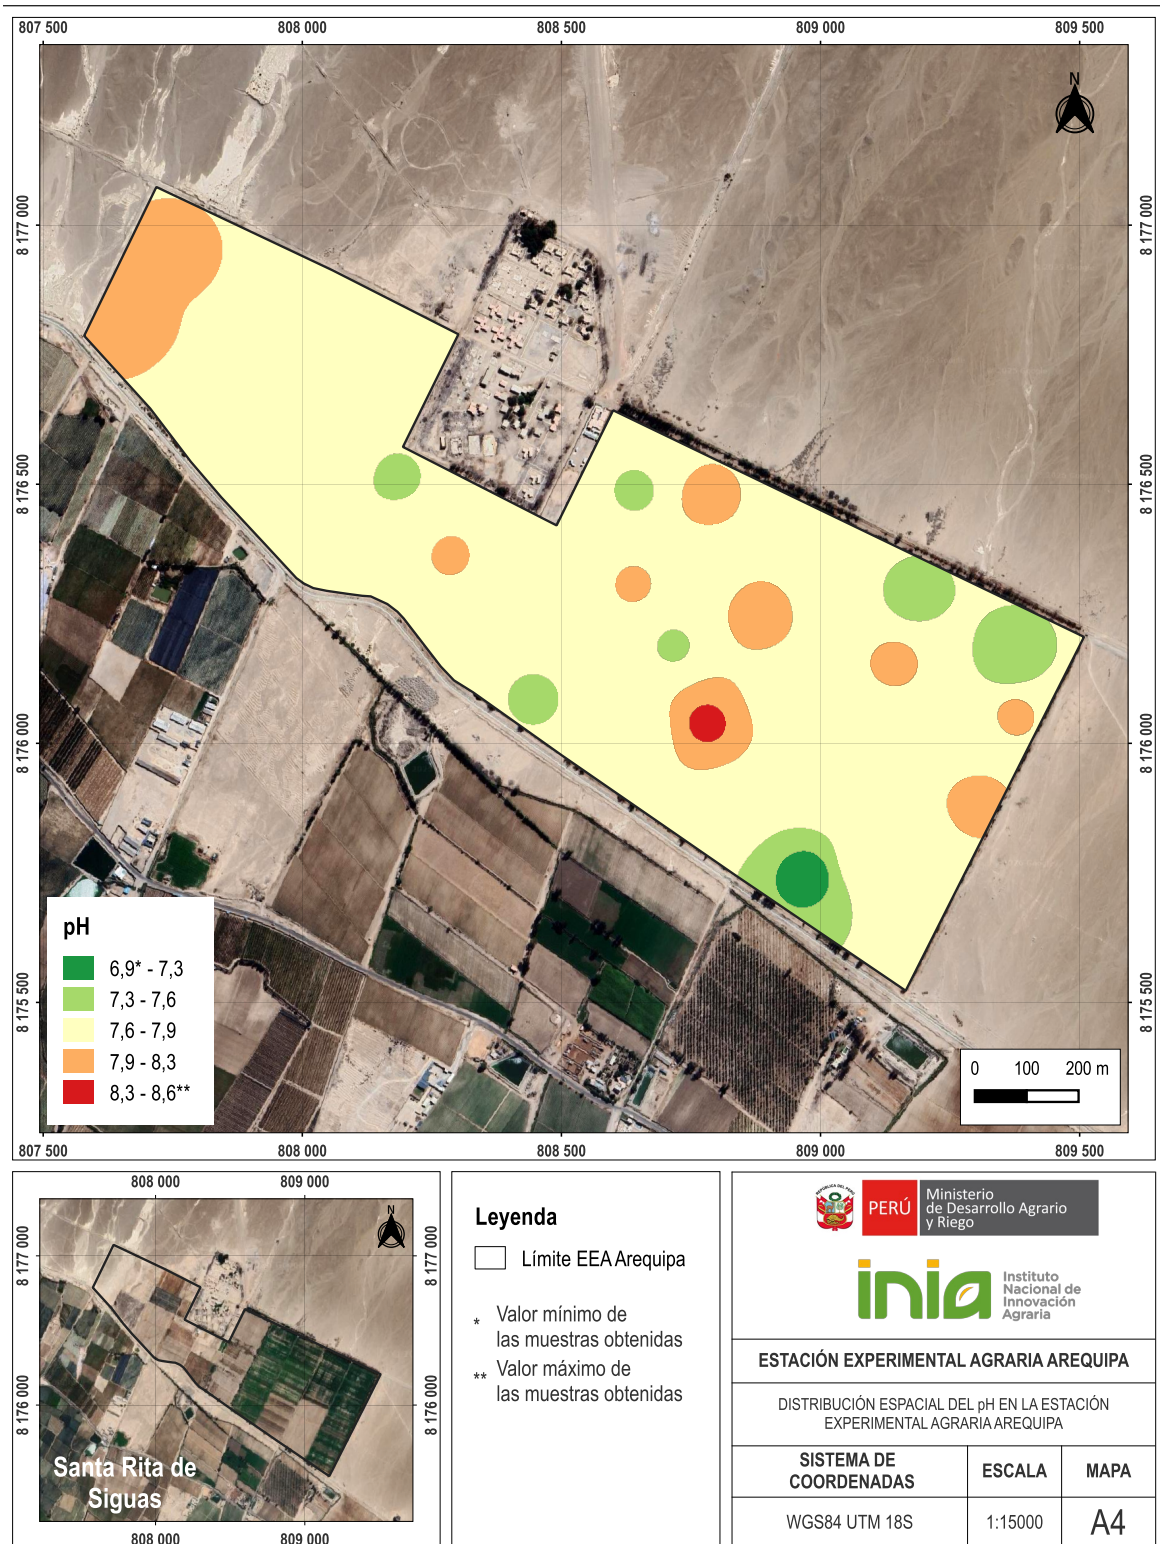 807 500
808 000
808 500
809 000
809 500
N
8 177 000
8 177 000
8 176 500
8 176 500
8 176 000
8 176 000
8 175 500
8 175 500
pH
6,9* - 7,3
7,3 - 7,6
7,6 - 7,9
7,9 - 8,3
8,3 - 8,6**
0 100 200 m
807 500
808 000
808 500
809 000
809 500
808 000
809 000
N
8 177 000
8 177 000
8 176 000
8 176 000
Santa Rita de
Siguas
808 000
809 000
Leyenda
Límite EEA Arequipa
* Valor mínimo de
las muestras obtenidas
** Valor máximo de
las muestras obtenidas
REPÚBLICA DEL PERÚ
PERÚ
Ministerio
de Desarrollo Agrario
y Riego
inia
Instituto
Nacional de
Innovación
Agraria
ESTACIÓN EXPERIMENTAL AGRARIA AREQUIPA
DISTRIBUCIÓN ESPACIAL DEL pH EN LA ESTACIÓN
EXPERIMENTAL AGRARIA AREQUIPA
SISTEMA DE
COORDENADAS
ESCALA
MAPA
WGS84 UTM 18S
1:15000
A4